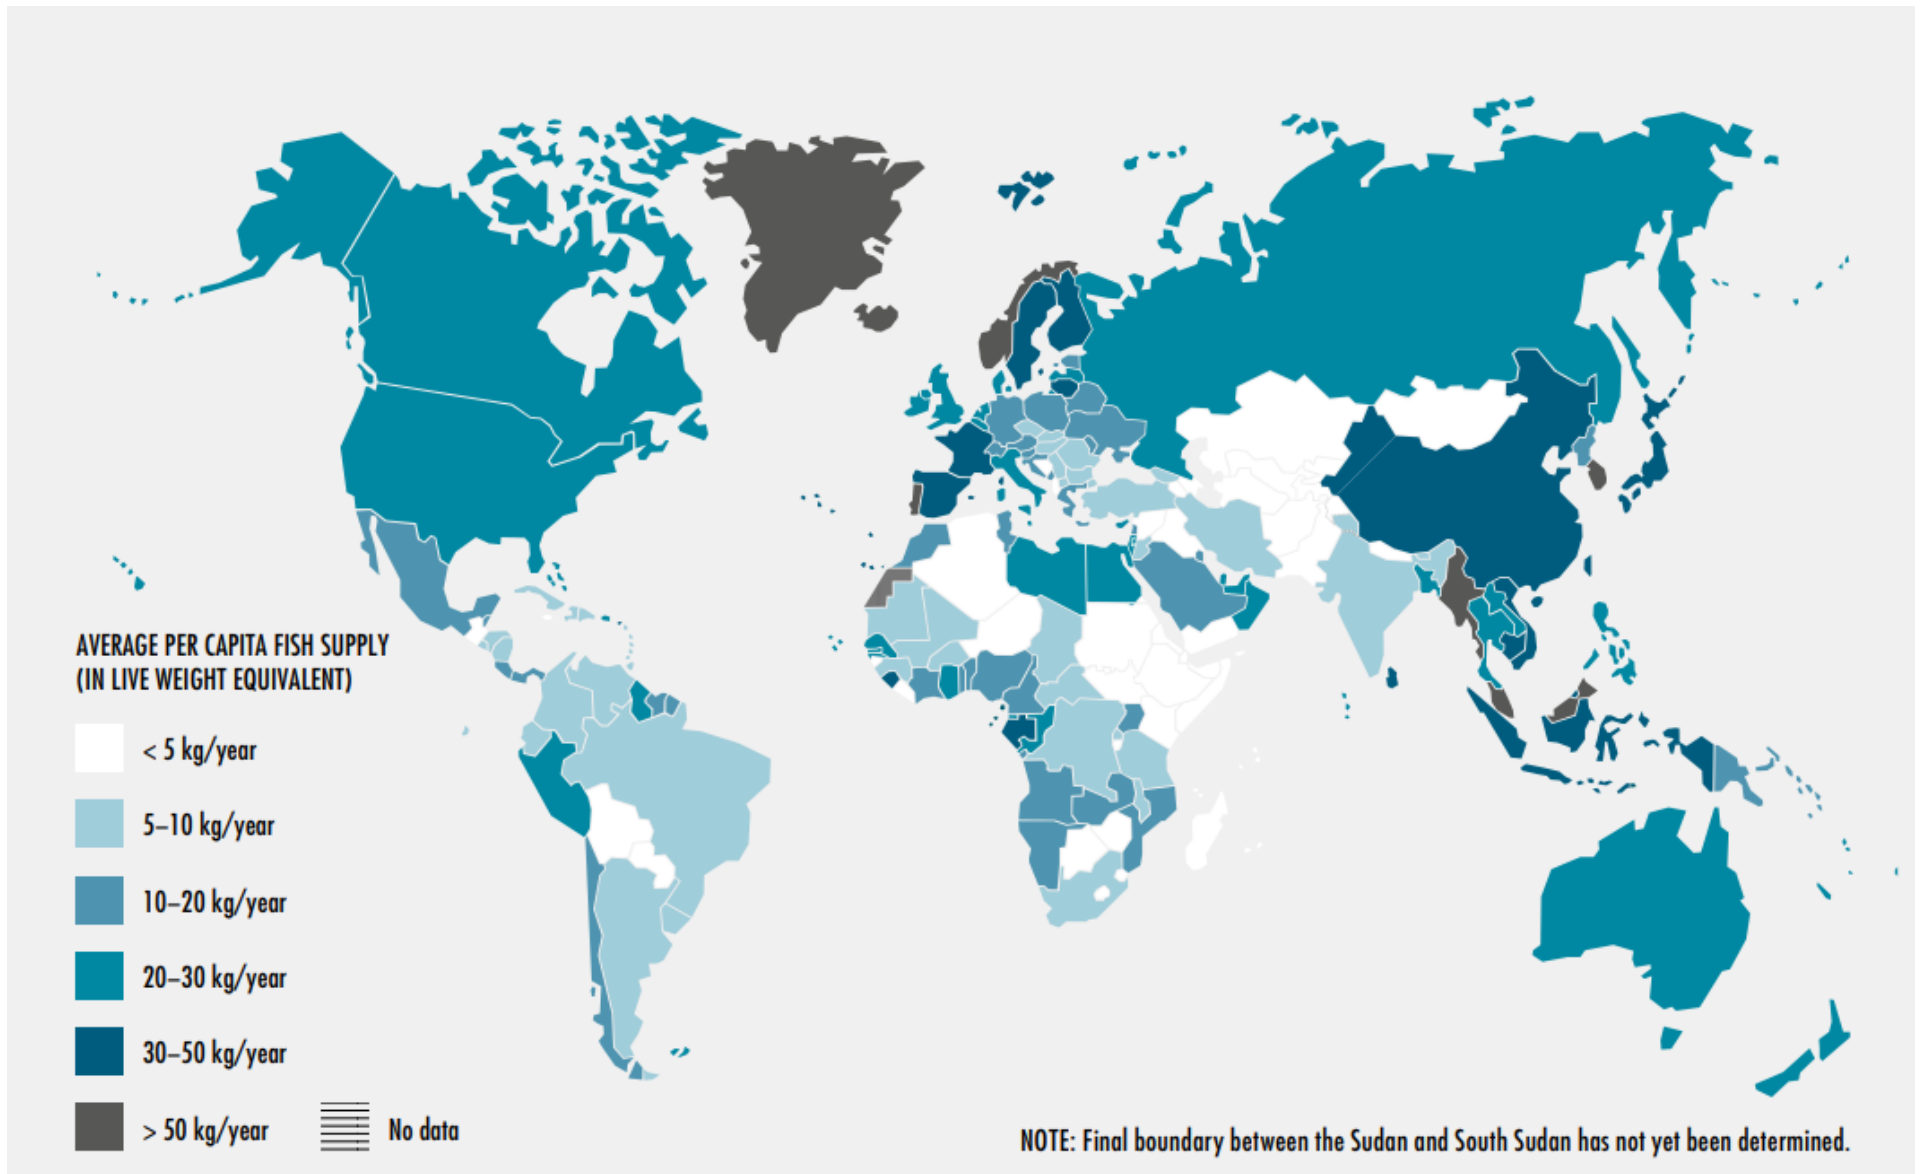 AVERAGE PER CAPITA FISH SUPPLY
(IN LIVE WEIGHT EQUIVALENT)
< 5 kg/year
5–10 kg/year
10–20 kg/year
20–30 kg/year
30–50 kg/year
> 50 kg/year
No data
NOTE: Final boundary between the Sudan and South Sudan has not yet been determined.